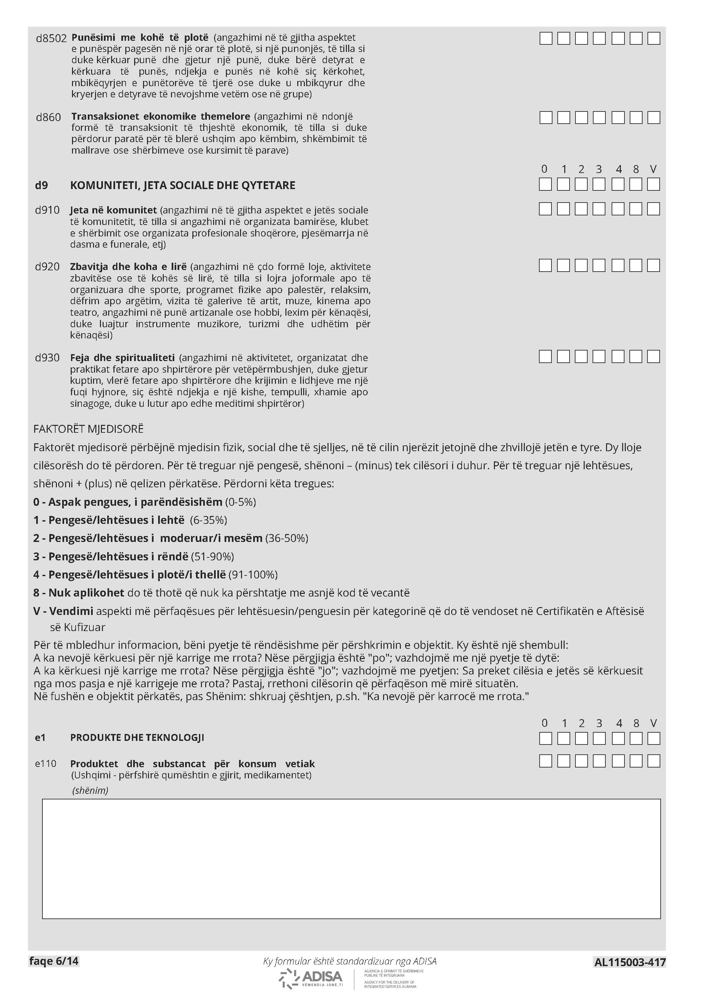 d8502 Punësimi me kohë të plotë (angazhimi në të gjitha aspektet
e punëspër pagesën në një orar të plotë, si një punonjës, të tilla si
duke kërkuar punë dhe gjetur një punë, duke bërë detyrat e
kërkuara të punës, ndjekja e punës në kohë siç kërkohet,
mbikëqyrjen e punëtorëve të tjerë ose duke u mbikqyrur dhe
kryerjen e detyrave të nevojshme vetëm ose në grupe)
d860 Transaksionet ekonomike themelore (angazhimi në ndonjë
formë të transaksionit të thjeshtë ekonomik, të tilla si duke
përdorur paratë për të blerë ushqim apo këmbim, shkëmbimit të
mallrave ose shërbimeve ose kursimit të parave)
0 1 2 3 4 8 V
d9 KOMUNITETI, JETA SOCIALE DHE QYTETARE
d910 Jeta në komunitet (angazhimi në të gjitha aspektet e jetës sociale
të komunitetit, të tilla si angazhimi në organizata bamirëse, klubet
e shërbimit ose organizata profesionale shoqërore, pjesëmarrja në
dasma e funerale, etj)
d920 Zbavitja dhe koha e lirë (angazhimi në çdo formë loje, aktivitete
zbavitëse ose të kohës së lirë, të tilla si lojra joformale apo të
organizuara dhe sporte, programet fizike apo palestër, relaksim,
dëfrim apo argëtim, vizita të galerive të artit, muze, kinema apo
teatro, angazhimi në punë artizanale ose hobbi, lexim për kënaqësi,
duke luajtur instrumente muzikore, turizmi dhe udhëtim për
kënaqësi)
d930 Feja dhe spiritualiteti (angazhimi në aktivitetet, organizatat dhe
praktikat fetare apo shpirtërore për vetëpërmbushjen, duke gjetur
kuptim, vlerë fetare apo shpirtërore dhe krijimin e lidhjeve me një
fuqi hyjnore, siç është ndjekja e një kishe, tempulli, xhamie apo
sinagoge, duke u lutur apo edhe meditimi shpirtëror)
FAKTORËT MJEDISORË
Faktorët mjedisorë përbëjnë mjedisin fizik, social dhe të sjelljes, në të cilin njerëzit jetojnë dhe zhvillojë jetën e tyre. Dy lloje
cilësorësh do të përdoren. Për të treguar një pengesë, shënoni – (minus) tek cilësori i duhur. Për të treguar një lehtësues,
shënoni + (plus) në qelizen përkatëse. Përdorni këta tregues:
0 - Aspak pengues, i parëndësishëm (0-5%)
1 - Pengesë/lehtësues i lehtë (6-35%)
2 - Pengesë/lehtësues i moderuar/i mesëm (36-50%)
3 - Pengesë/lehtësues i rëndë (51-90%)
4 - Pengesë/lehtësues i plotë/i thellë (91-100%)
8 - Nuk aplikohet do të thotë që nuk ka përshtatje me asnjë kod të vecantë
V - Vendimi aspekti më përfaqësues për lehtësuesin/penguesin për kategorinë që do të vendoset në Certifikatën e Aftësisë
së Kufizuar
Për të mbledhur informacion, bëni pyetje të rëndësishme për përshkrimin e objektit. Ky është një shembull:
A ka nevojë kërkuesi për një karrige me rrota? Nëse përgjigja është "po"; vazhdojmë me një pyetje të dytë:
A ka kërkuesi një karrige me rrota? Nëse përgjigja është "jo"; vazhdojmë me pyetjen: Sa preket cilësia e jetës së kërkuesit
nga mos pasja e një karrigeje me rrota? Pastaj, rrethoni cilësorin që përfaqëson më mirë situatën.
Në fushën e objektit përkatës, pas Shënim: shkruaj çështjen, p.sh. "Ka nevojë për karrocë me rrota."
0 1 2 3 4 8 V
e1 PRODUKTE DHE TEKNOLOGJI
e110 Produktet dhe substancat për konsum vetiak
(Ushqimi - përfshirë qumështin e gjirit, medikamentet)
(shënim)
faqe 6/14
Ky formular është standardizuar nga ADISA
AL115003-417
ADISA
VËMENDJA JONË, TI
AGJENCIA E OFRIMIT TË SHËRBIMEVE
PUBLIKE TË INTEGRUARA
AGENCY FOR THE DELIVERY OF
INTEGRATED SERVICES ALBANIA